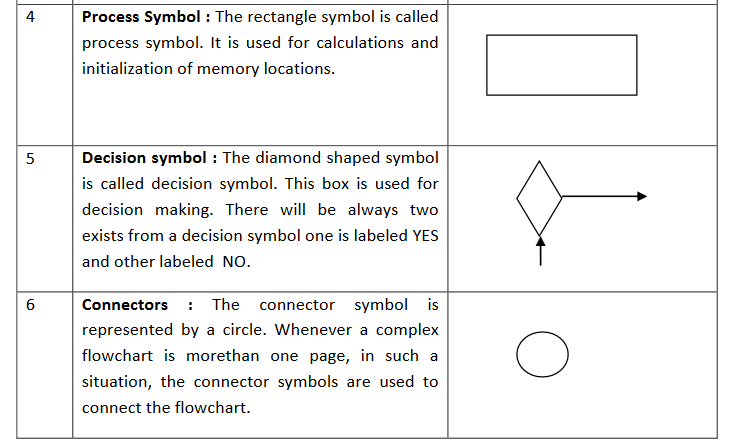 4
Process Symbol : The rectangle symbol is called
process symbol. It is used for calculations and
initialization of memory locations.
5
Decision symbol : The diamond shaped symbol
is called decision symbol. This box is used for
decision making. There will be always two
exists from a decision symbol one is labeled YES
and other labeled NO.
6
Connectors : The connector symbol is
represented by a circle. Whenever a complex
flowchart is morethan one page, in such a
situation, the connector symbols are used to
connect the flowchart.